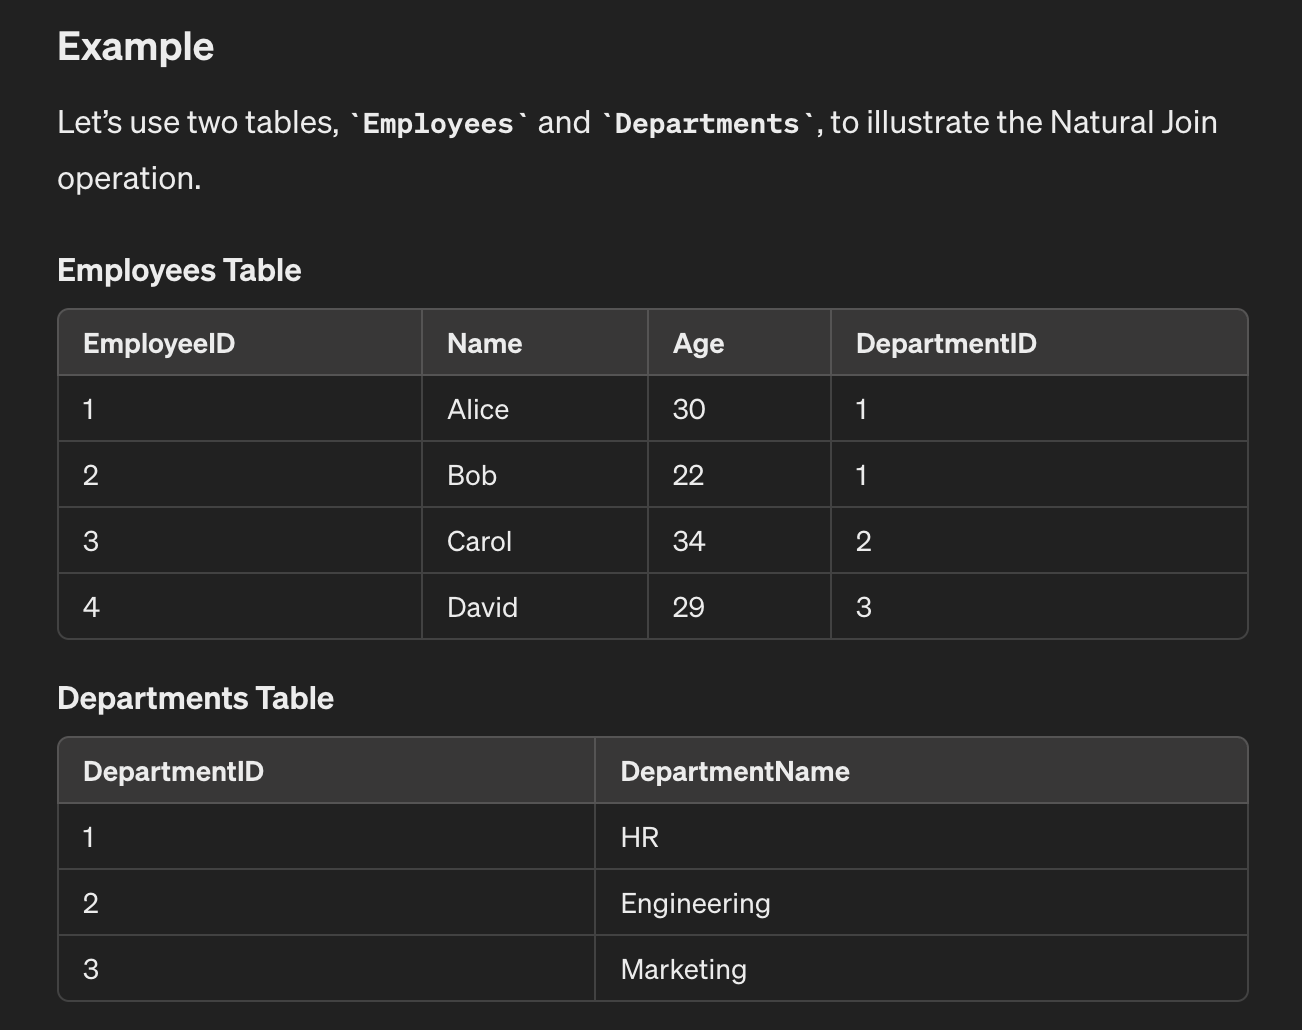 Example
Let’s use two tables, `Employees` and `Departments`, to illustrate the Natural Join
operation.
Employees Table
EmployeeID Name Age DepartmentID
1 Alice 30 1
2 Bob 22 1
3 Carol 34 2
4 David 29 3
Departments Table
DepartmentID DepartmentName
1 HR
2 Engineering
3 Marketing